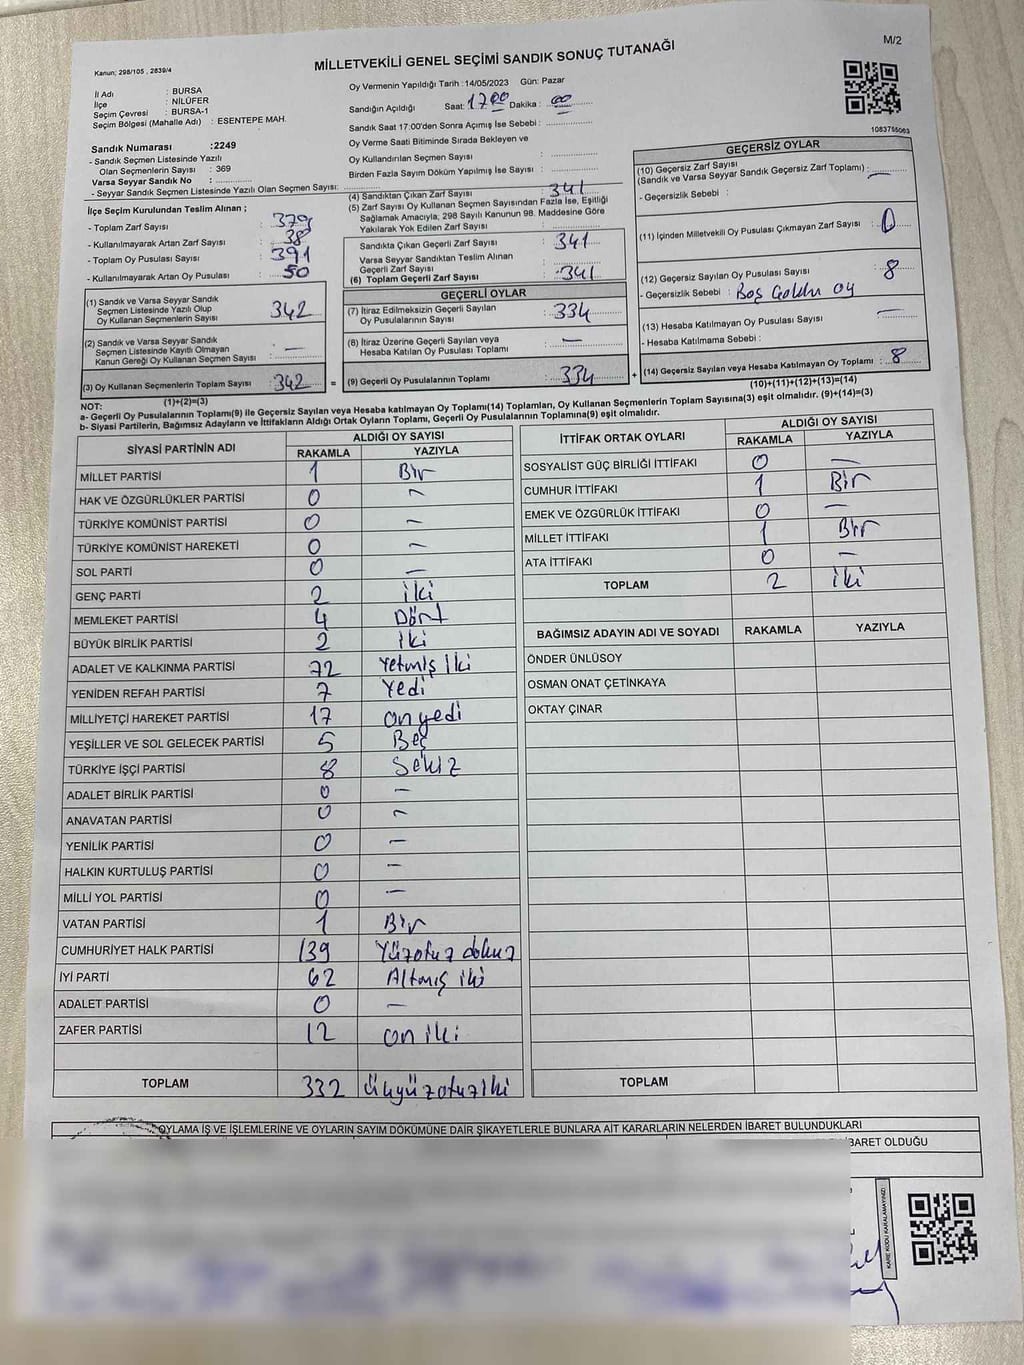 M/2
MİLLETVEKİLİ GENEL SEÇİMİ SANDIK SONUÇ TUTANAĞI
Kanun; 298/105 , 2839/4
İl Adı : BURSA
İlçe : NİLÜFER
Seçim Çevresi : BURSA-1
Seçim Bölgesi (Mahalle Adı) : ESENTEPE MAH.
Sandık Numarası :2249
- Sandık Seçmen Listesinde Yazılı
Olan Seçmenlerin Sayısı : 369
Varsa Seyyar Sandık No :
- Seyyar Sandık Seçmen Listesinde Yazılı Olan Seçmen Sayısı:
İlçe Seçim Kurulundan Teslim Alınan ;
- Toplam Zarf Sayısı : 379
- Kullanılmayarak Artan Zarf Sayısı : 38
- Toplam Oy Pusulası Sayısı : 391
- Kullanılmayarak Artan Oy Pusulası : 50
(1) Sandık ve Varsa Seyyar Sandık
Seçmen Listesinde Yazılı Olup
Oy Kullanan Seçmenlerin Sayısı 342
(2) Sandık ve Varsa Seyyar Sandık
Seçmen Listesinde Kayıtlı Olmayan
Kanun Gereği Oy Kullanan Seçmen Sayısı : —
(3) Oy Kullanan Seçmenlerin Toplam Sayısı : 342 =
(1)+(2)=(3)
Oy Vermenin Yapıldığı Tarih : 14/05/2023 Gün: Pazar
Sandığın Açıldığı Saat: 1700 Dakika : 00
Sandık Saat 17:00'den Sonra Açımış İse Sebebi :
Oy Verme Saati Bitiminde Sırada Bekleyen ve
Oy Kullandırılan Seçmen Sayısı :
Birden Fazla Sayım Döküm Yapılmış İse Sayısı :
(4) Sandıktan Çıkan Zarf Sayısı : 341
(5) Zarf Sayısı Oy Kullanan Seçmen Sayısından Fazla İse, Eşitliği
Sağlamak Amacıyla; 298 Sayılı Kanunun 98. Maddesine Göre
Yakılarak Yok Edilen Zarf Sayısı :
Sandıkta Çıkan Geçerli Zarf Sayısı : 341
Varsa Seyyar Sandıktan Teslim Alınan
Geçerli Zarf Sayısı :
(6) Toplam Geçerli Zarf Sayısı : 341
GEÇERLİ OYLAR
(7) İtiraz Edilmeksizin Geçerli Sayılan
Oy Pusulalarının Sayısı : 334
(8) İtiraz Üzerine Geçerli Sayılan veya
Hesaba Katılan Oy Pusulası Toplamı : —
(9) Geçerli Oy Pusulalarının Toplamı : 334 +
1083755063
GEÇERSİZ OYLAR
(10) Geçersiz Zarf Sayısı
(Sandık ve Varsa Seyyar Sandık Geçersiz Zarf Toplamı) : —
- Geçersizlik Sebebi :
(11) İçinden Milletvekili Oy Pusulası Çıkmayan Zarf Sayısı : 0
(12) Geçersiz Sayılan Oy Pusulası Sayısı : 8
- Geçersizlik Sebebi : Boş Geldu oy
(13) Hesaba Katılmayan Oy Pusulası Sayısı : —
- Hesaba Katılmama Sebebi :
(14) Geçersiz Sayılan veya Hesaba Katılmayan Oy Toplamı : 8
(10)+(11)+(12)+(13)=(14)
NOT:
a- Geçerli Oy Pusulalarının Toplamı(9) ile Geçersiz Sayılan veya Hesaba katılmayan Oy Toplamı(14) Toplamları, Oy Kullanan Seçmenlerin Toplam Sayısına(3) eşit olmalıdır. (9)+(14)=(3)
b- Siyasi Partilerin, Bağımsız Adayların ve İttifakların Aldığı Ortak Oyların Toplamı, Geçerli Oy Pusulalarının Toplamına(9) eşit olmalıdır.
SİYASİ PARTİNİN ADI ALDIĞI OY SAYISI
RAKAMLA YAZIYLA
MİLLET PARTİSİ 1 Bir
HAK VE ÖZGÜRLÜKLER PARTİSİ 0 —
TÜRKİYE KOMÜNİST PARTİSİ 0 —
TÜRKİYE KOMÜNİST HAREKETİ 0 —
SOL PARTİ 0 —
GENÇ PARTİ 2 iki
MEMLEKET PARTİSİ 4 Dört
BÜYÜK BİRLİK PARTİSİ 2 iki
ADALET VE KALKINMA PARTİSİ 72 Yetmiş iki
YENİDEN REFAH PARTİSİ 7 Yedi
MİLLİYETÇİ HAREKET PARTİSİ 17 on yedi
YEŞİLLER VE SOL GELECEK PARTİSİ 5 Beş
TÜRKİYE İŞÇİ PARTİSİ 8 Sekiz
ADALET BİRLİK PARTİSİ 0 —
ANAVATAN PARTİSİ 0 —
YENİLİK PARTİSİ 0 —
HALKIN KURTULUŞ PARTİSİ 0 —
MİLLİ YOL PARTİSİ 0 —
VATAN PARTİSİ 1 Bir
CUMHURİYET HALK PARTİSİ 139 Yüzotuz dokuz
İYİ PARTİ 62 Altmış iki
ADALET PARTİSİ 0 —
ZAFER PARTİSİ 12 on iki
TOPLAM 332 üçyüzotuziki
İTTİFAK ORTAK OYLARI ALDIĞI OY SAYISI
RAKAMLA YAZIYLA
SOSYALİST GÜÇ BİRLİĞİ İTTİFAKI 0 —
CUMHUR İTTİFAKI 1 Bir
EMEK VE ÖZGÜRLÜK İTTİFAKI 0 —
MİLLET İTTİFAKI 1 Bir
ATA İTTİFAKI 0 —
TOPLAM 2 iki
BAĞIMSIZ ADAYIN ADI VE SOYADI RAKAMLA YAZIYLA
ÖNDER ÜNLÜSOY
OSMAN ONAT ÇETİNKAYA
OKTAY ÇINAR
TOPLAM
OYLAMA İŞ VE İŞLEMLERİNE VE OYLARIN SAYIM DÖKÜMÜNE DAİR ŞİKAYETLERLE BUNLARA AİT KARARLARIN NELERDEN İBARET BULUNDUKLARI
BARET OLDUĞU
KARE KODU KARALAMAYINIZ!